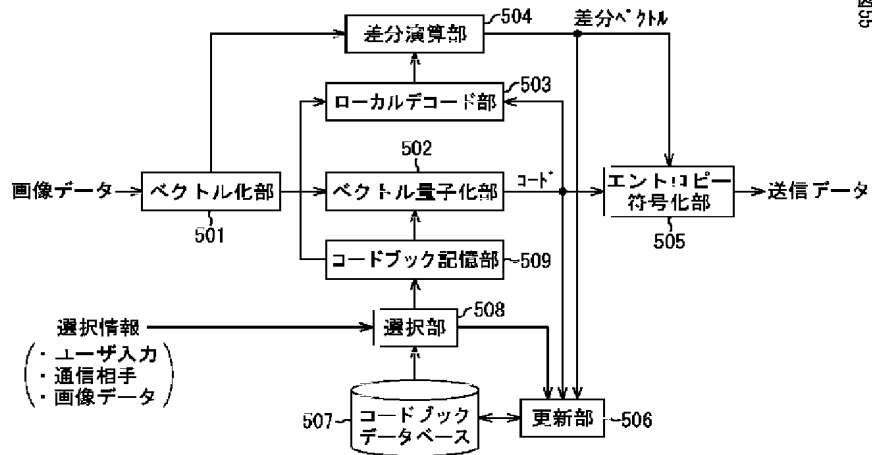 図55
差分演算部
504
差分ベクトル
ローカルデコード部
503
502
画像データ
ベクトル化部
501
ベクトル量子化部
コード
エントロピー
符号化部
505
送信データ
コードブック記憶部
509
選択情報
・ユーザ入力
・通信相手
・画像データ
選択部
508
507
コードブック
データベース
更新部
506